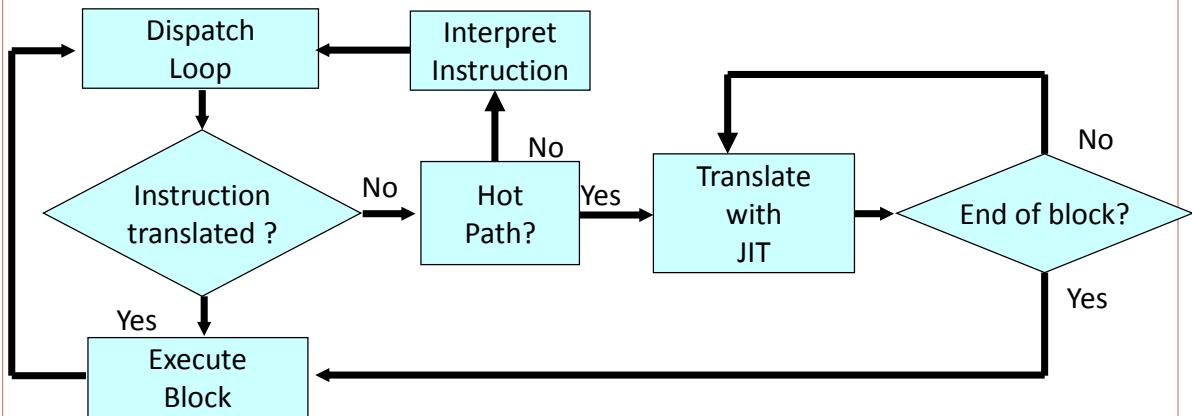 Dispatch
Loop
Interpret
Instruction
Instruction
translated ?
No
Hot
Path?
No
Yes
Translate
with
JIT
End of block?
No
Yes
Yes
Execute
Block